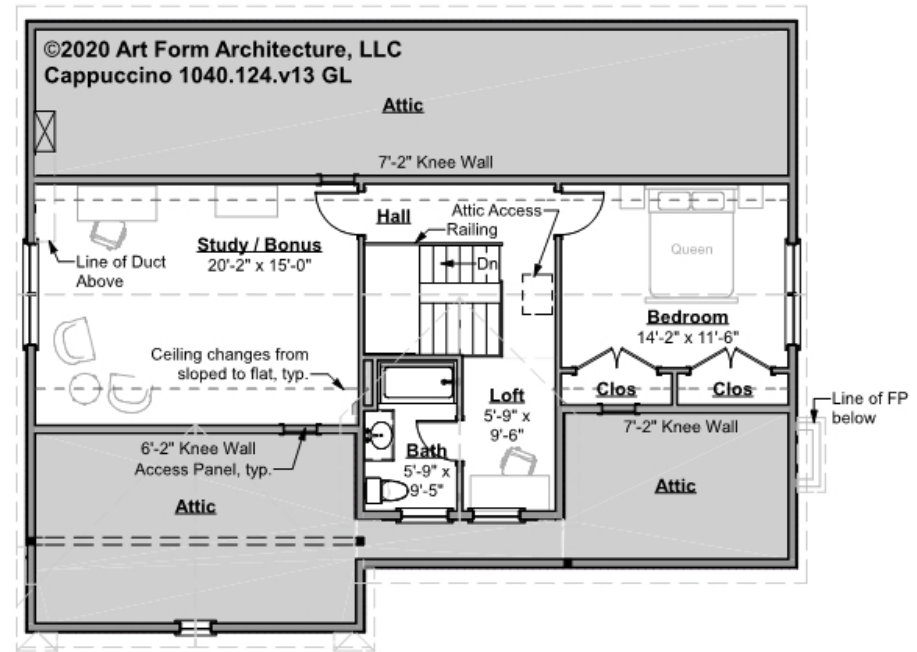 ©2020 Art Form Architecture, LLC
Cappuccino 1040.124.v13 GL
Attic
7'-2" Knee Wall
Hall
Attic Access
Railing
Study / Bonus
20'-2" x 15'-0"
Line of Duct
Above
Dn
Queen
Bedroom
14'-2" x 11'-6"
Ceiling changes from
sloped to flat, typ.
Clos
Clos
Loft
5'-9" x
9'-6"
Line of FP
below
6'-2" Knee Wall
Access Panel, typ.
Bath
5'-9" x
9'-5"
7'-2" Knee Wall
Attic
Attic